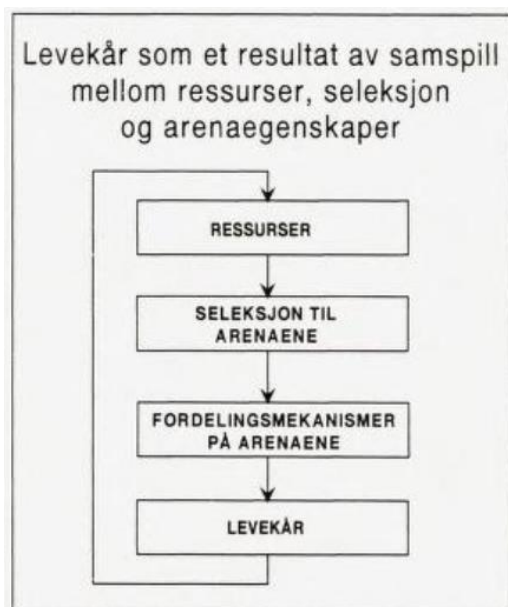 Levekår som et resultat av samspill
mellom ressurser, seleksjon
og arenaegenskaper
RESSURSER
SELEKSJON TIL
ARENAENE
FORDELINGSMEKANISMER
PÅ ARENAENE
LEVEKÅR